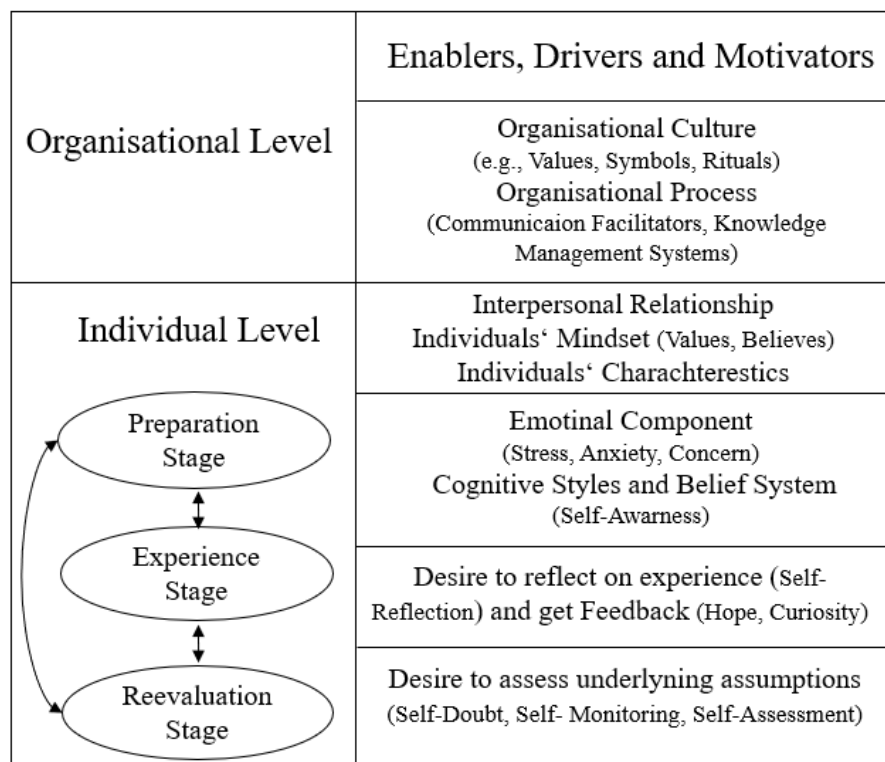 Enablers, Drivers and Motivators
Organisational Level
Organisational Culture
(e.g., Values, Symbols, Rituals)
Organisational Process
(Communicaion Facilitators, Knowledge
Management Systems)
Individual Level
Interpersonal Relationship
Individuals‘ Mindset (Values, Believes)
Individuals‘ Charachterestics
Preparation
Stage
Emotinal Component
(Stress, Anxiety, Concern)
Cognitive Styles and Belief System
(Self-Awarness)
Experience
Stage
Desire to reflect on experience (Self-
Reflection) and get Feedback (Hope, Curiosity)
Reevaluation
Stage
Desire to assess underlyning assumptions
(Self-Doubt, Self- Monitoring, Self-Assessment)